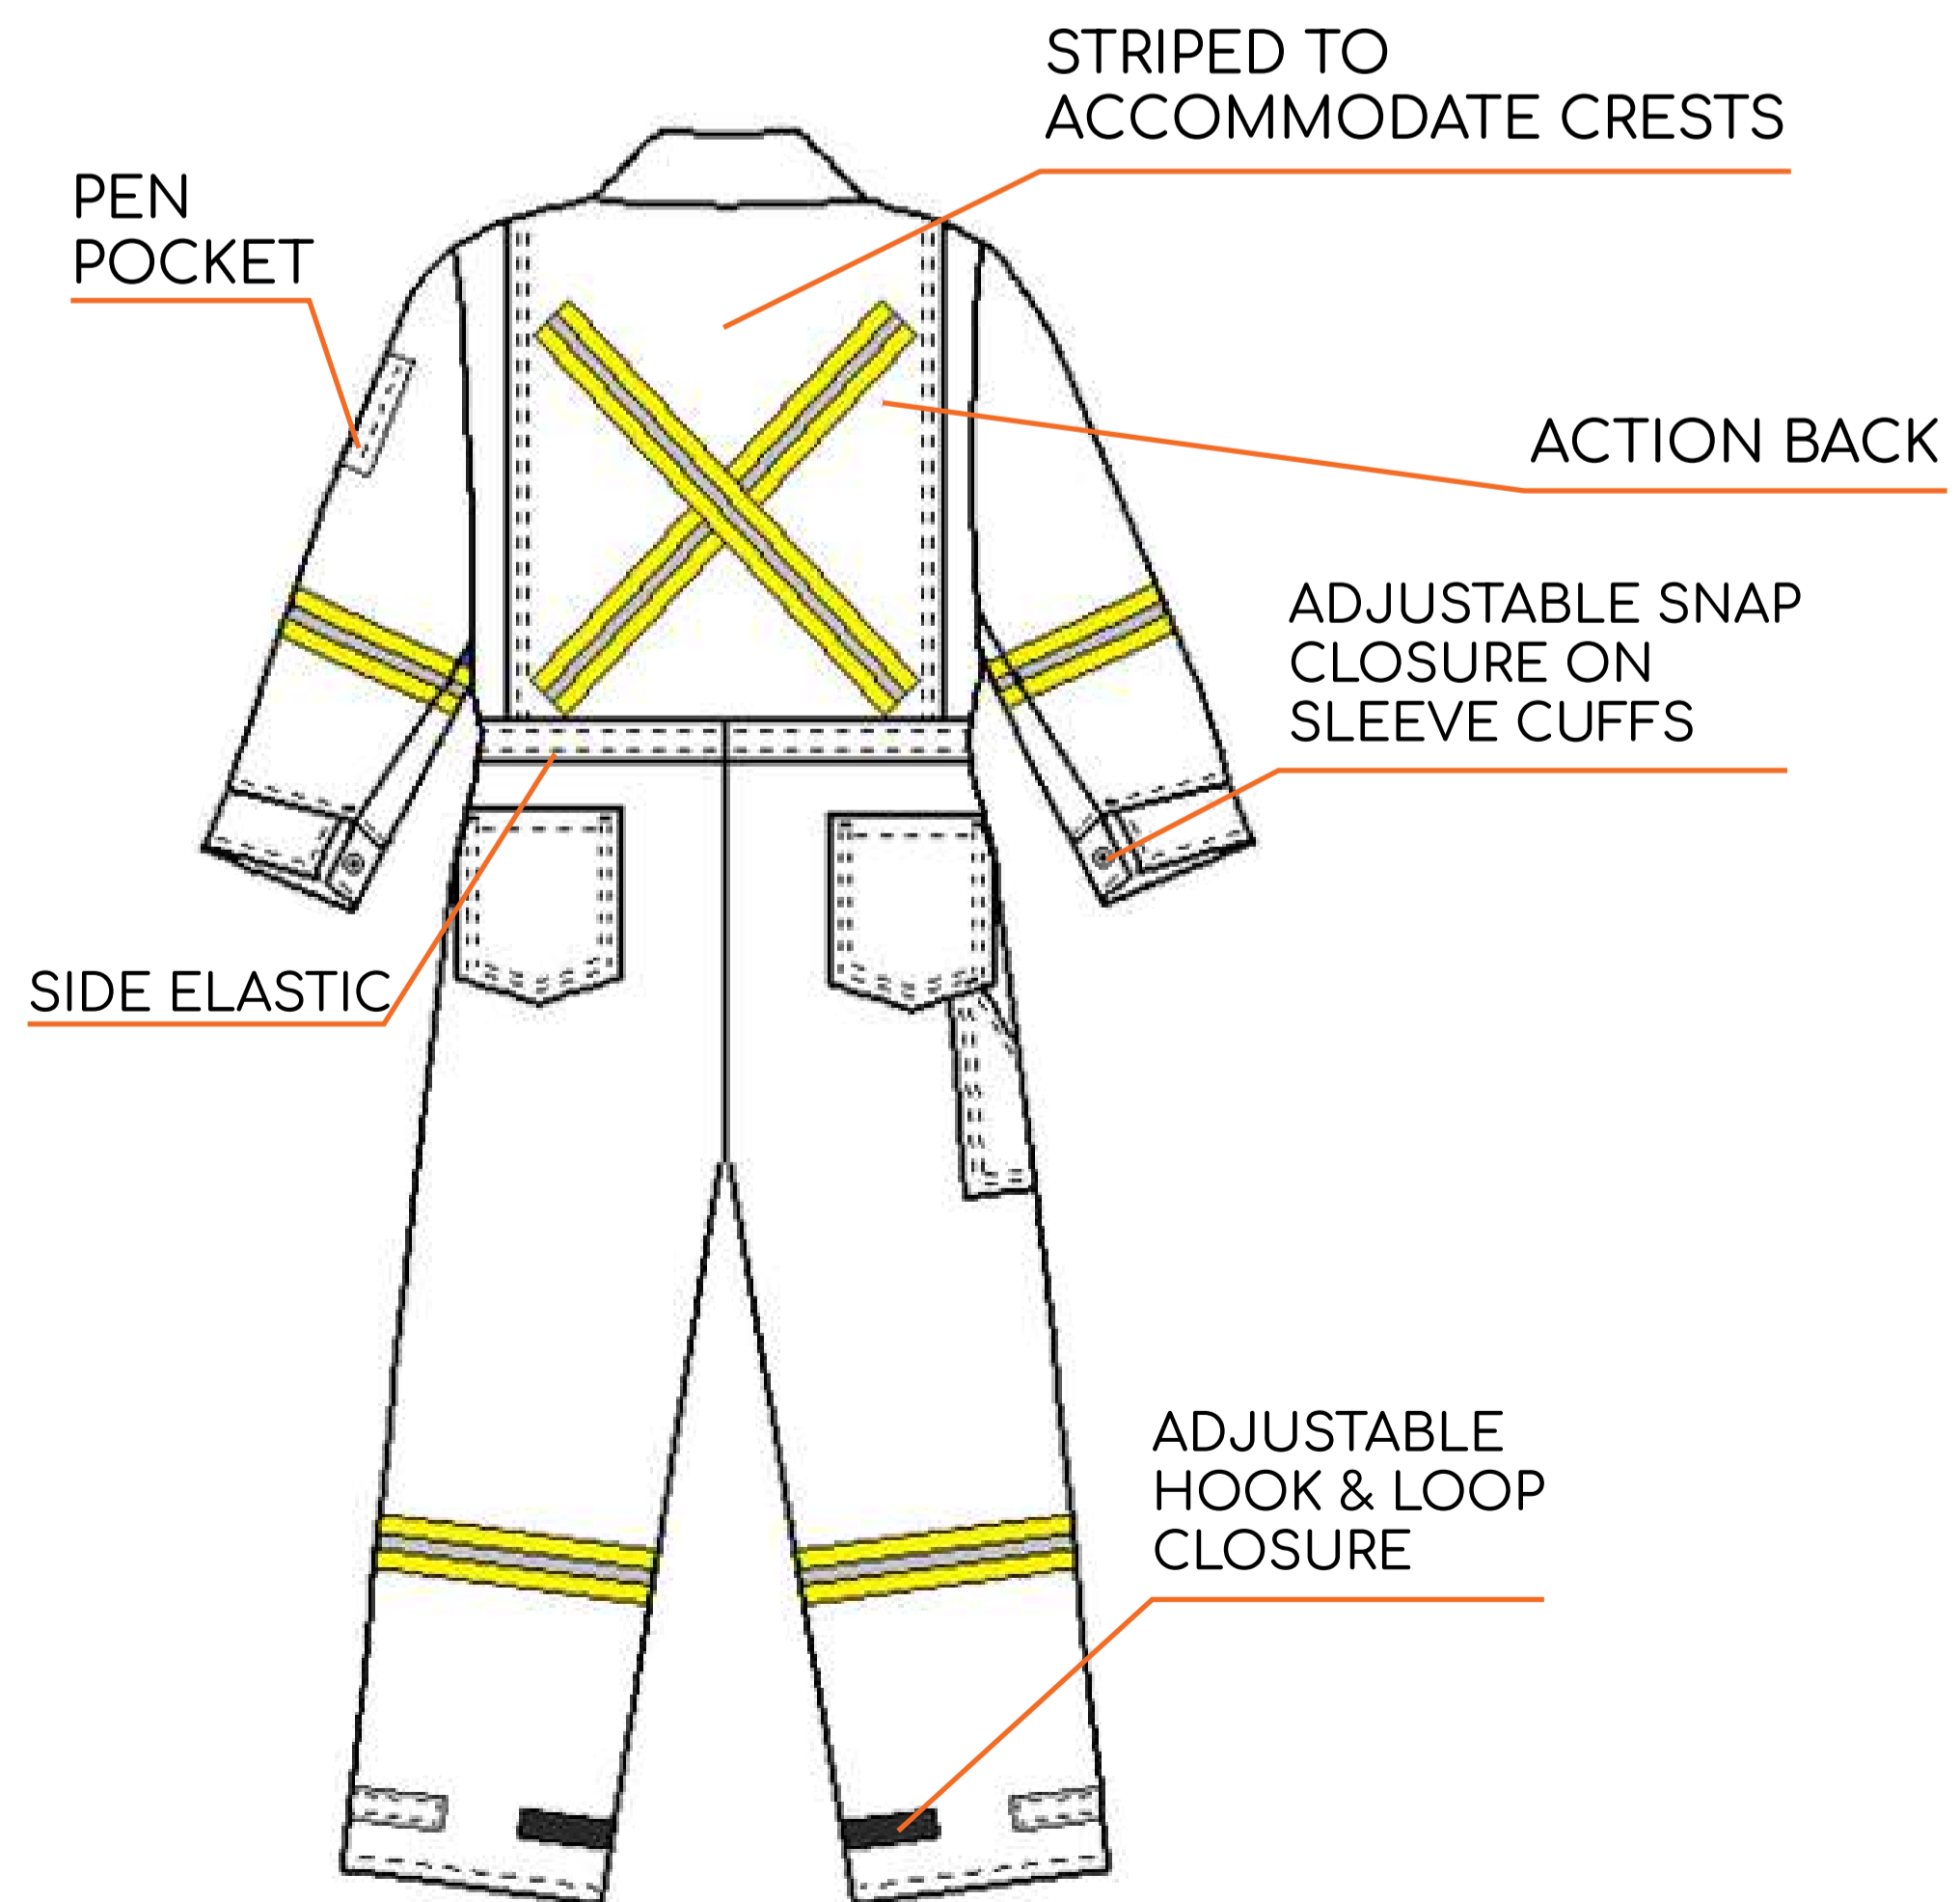 STRIPED TO
ACCOMMODATE CRESTS
PEN
POCKET
ACTION BACK
ADJUSTABLE SNAP
CLOSURE ON
SLEEVE CUFFS
SIDE ELASTIC
ADJUSTABLE
HOOK & LOOP
CLOSURE